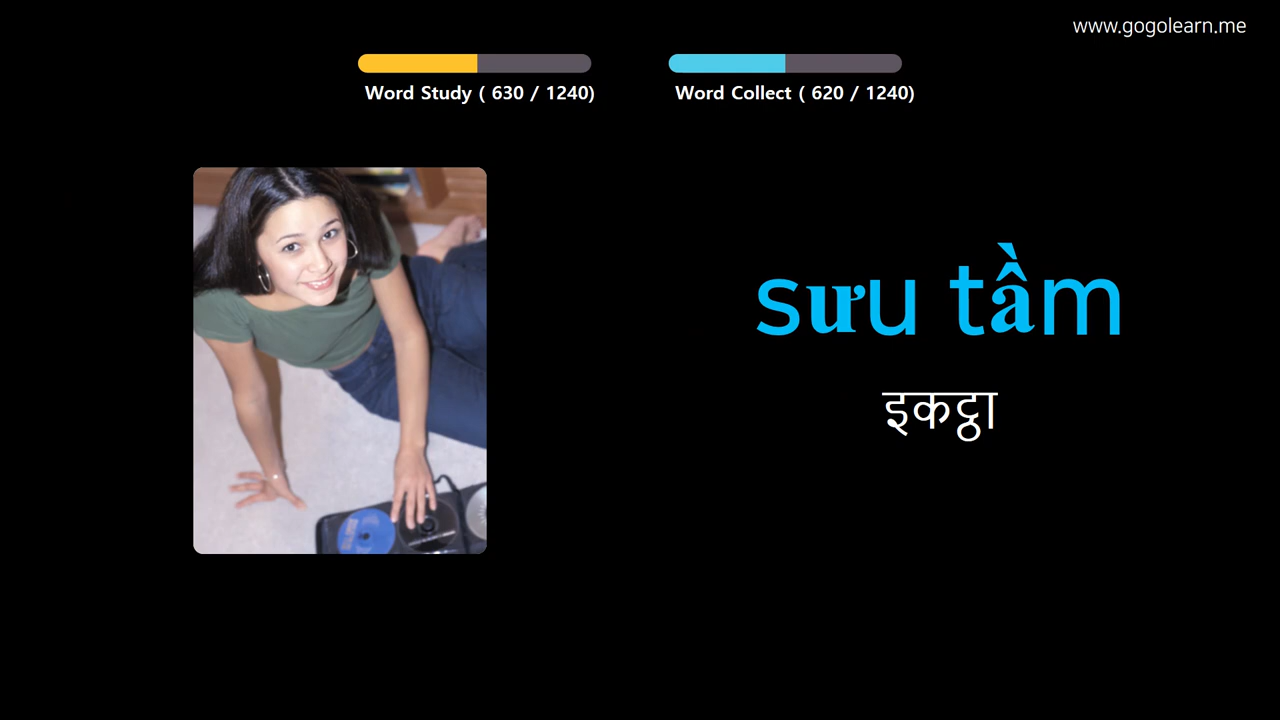 www.gogolearn.me
Word Study ( 630 / 1240)
Word Collect ( 620 / 1240)
sưu tầm
इकट्ठा